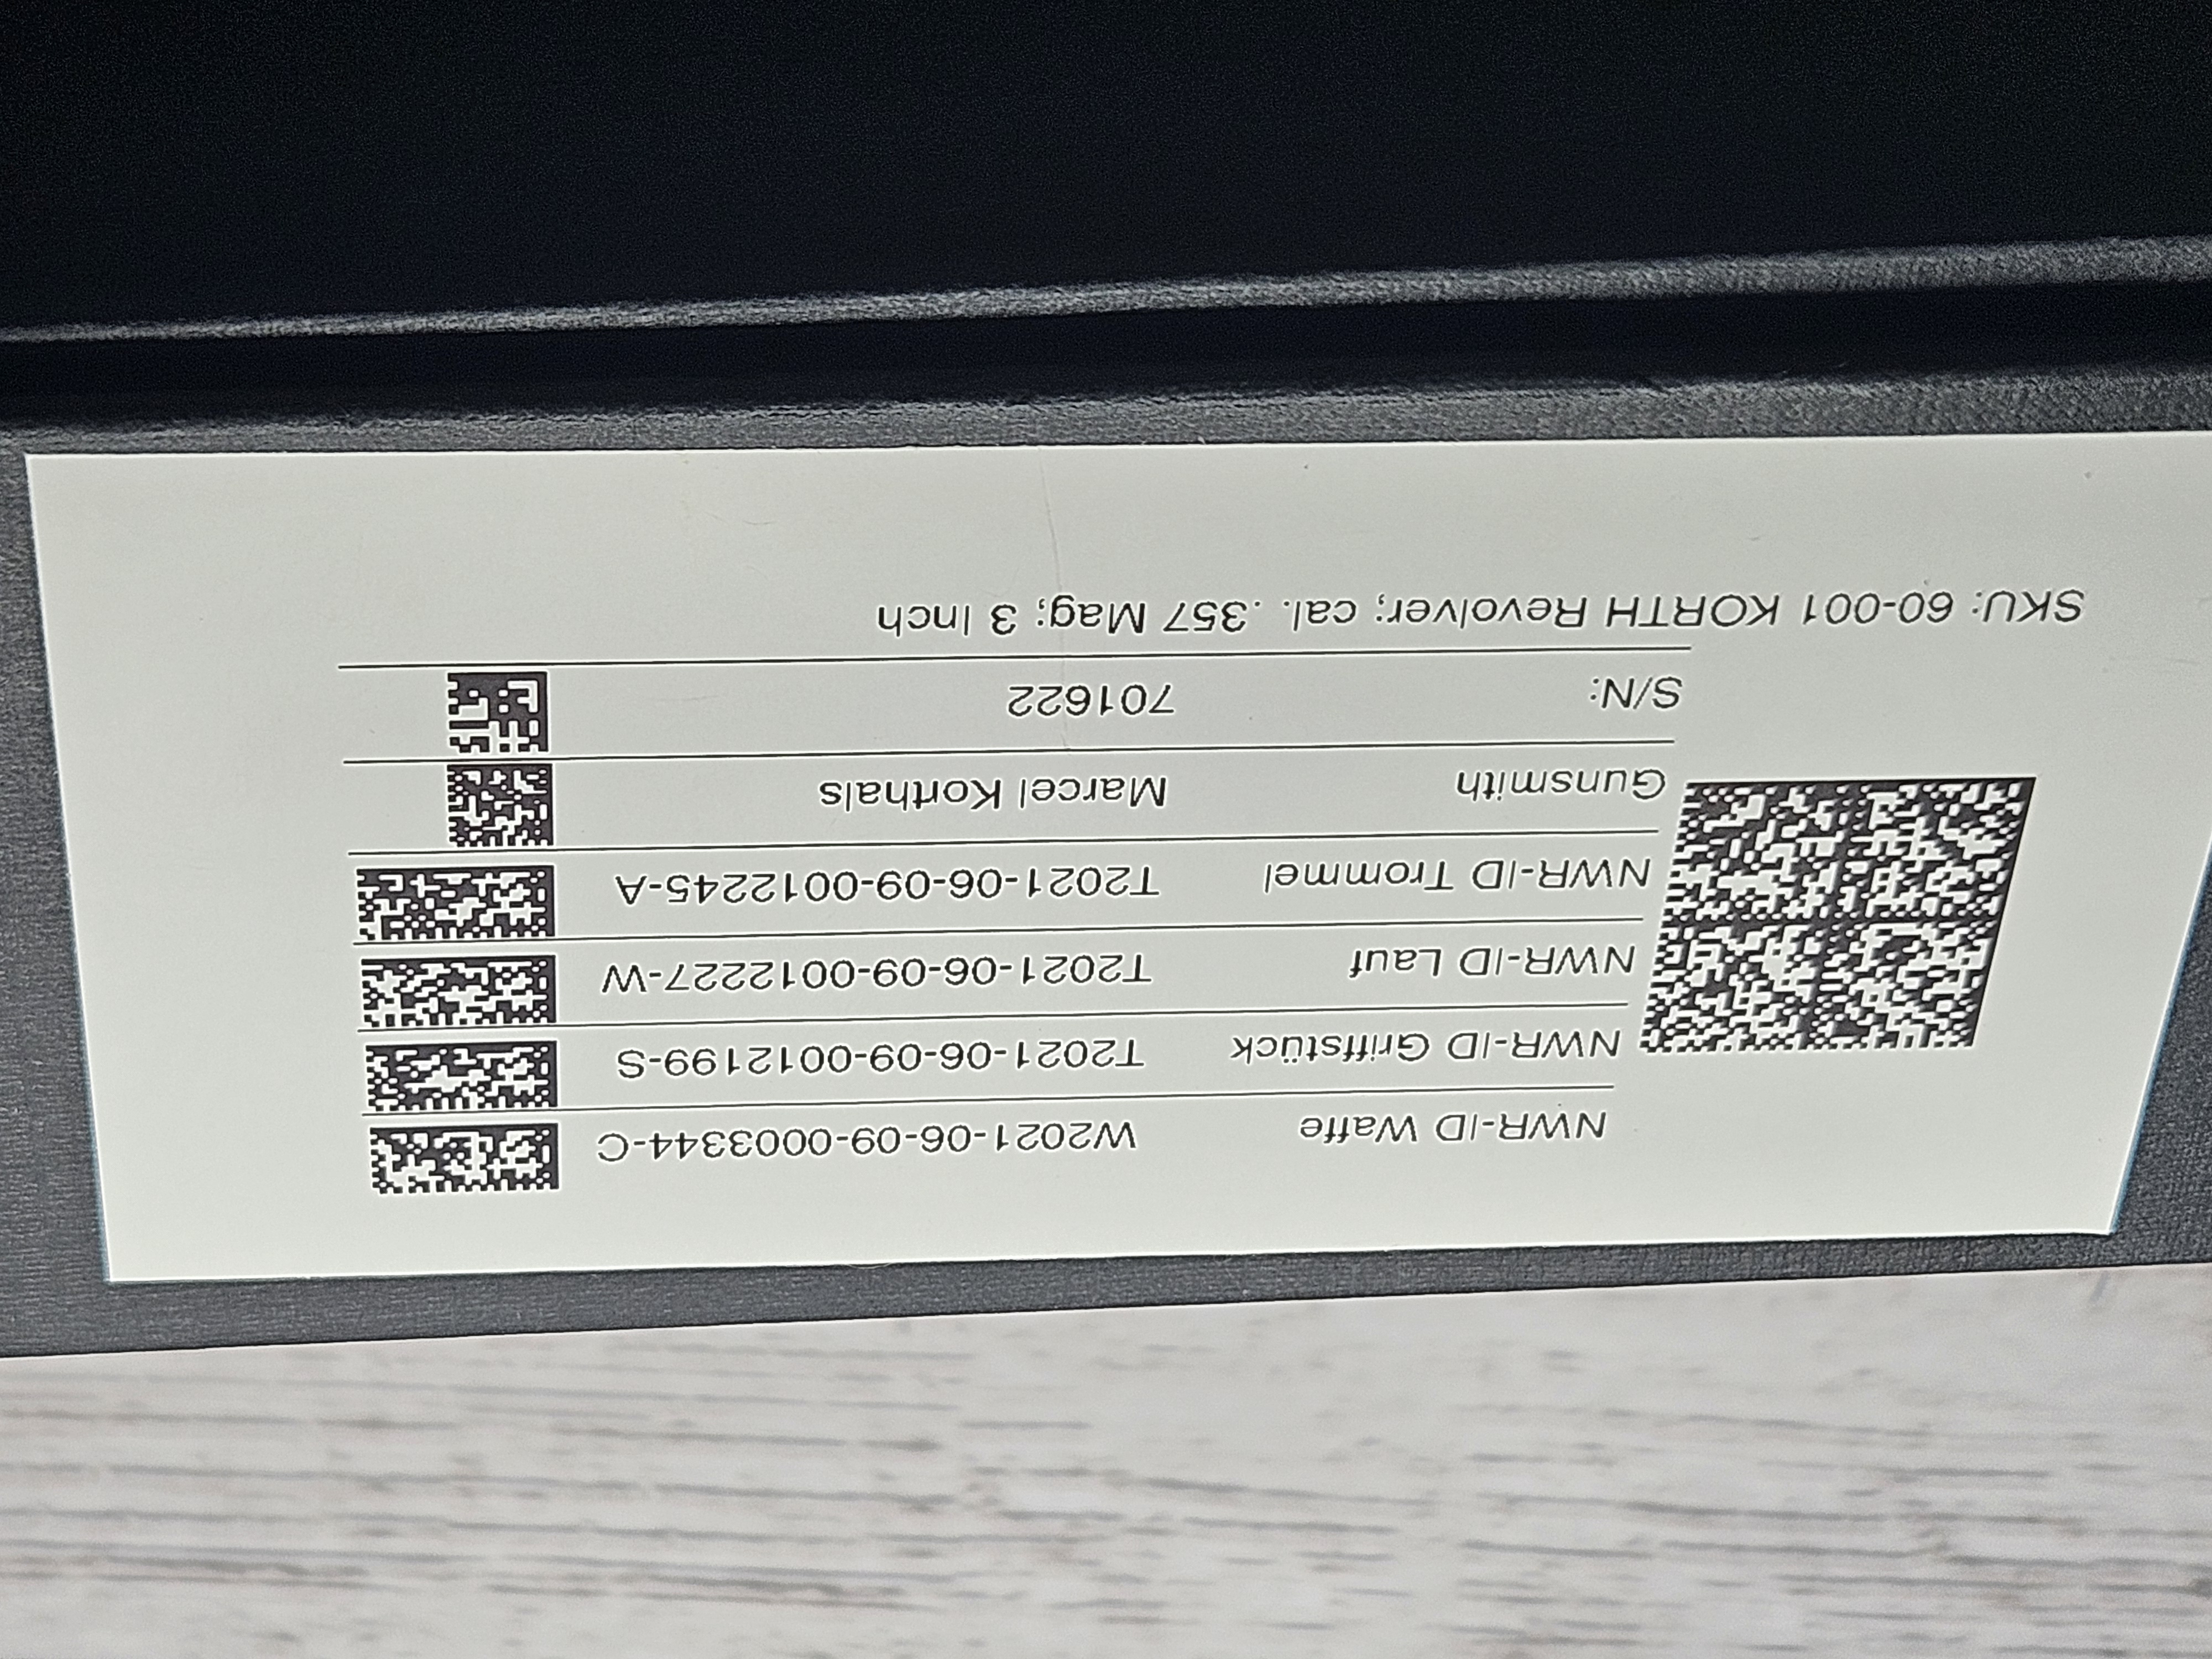 SKU: 60-001 KORTH Revolver; cal. .357 Mag; 3 Inch
S/N: 701622
Gunsmith Marcel Korthals
NWR-ID Trommel T2021-06-09-0012245-A
NWR-ID Lauf T2021-06-09-0012227-W
NWR-ID Griffstück T2021-06-09-0012199-S
NWR-ID Waffe W2021-06-09-0003344-C